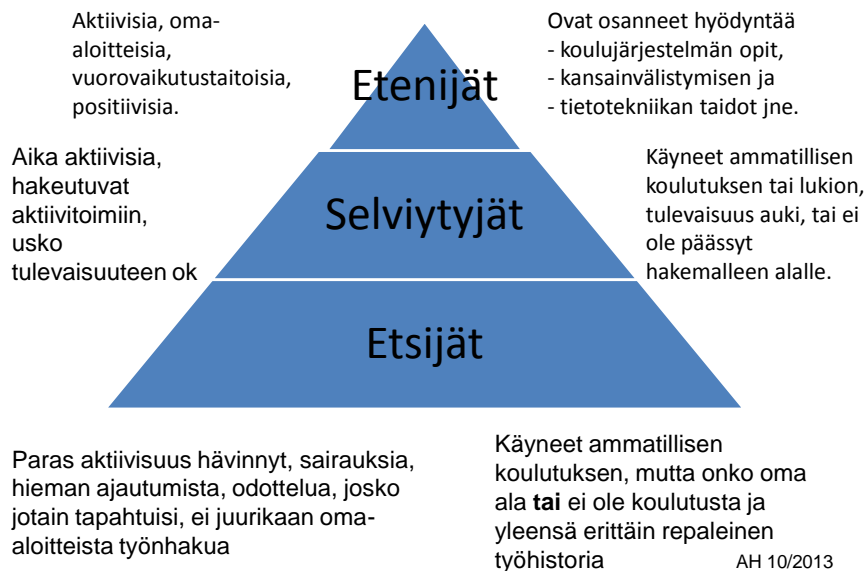 Aktiivisia, oma-
aloitteisia,
vuorovaikutustaitoisia,
positiivisia.
Ovat osanneet hyödyntää
- koulujärjestelmän opit,
- kansainvälistymisen ja
- tietotekniikan taidot jne.
Etenijät
Aika aktiivisia,
hakeutuvat
aktiivitoimiin,
usko
tulevaisuuteen ok
Selviytyjät
Käyneet ammatillisen
koulutuksen tai lukion,
tulevaisuus auki, tai ei
ole päässyt
hakemalleen alalle.
Etsijät
Paras aktiivisuus hävinnyt, sairauksia,
hieman ajautumista, odottelua, josko
jotain tapahtuisi, ei juurikaan oma-
aloitteista työnhakua
Käyneet ammatillisen
koulutuksen, mutta onko oma
ala tai ei ole koulutusta ja
yleensä erittäin repaleinen
työhistoria
AH 10/2013